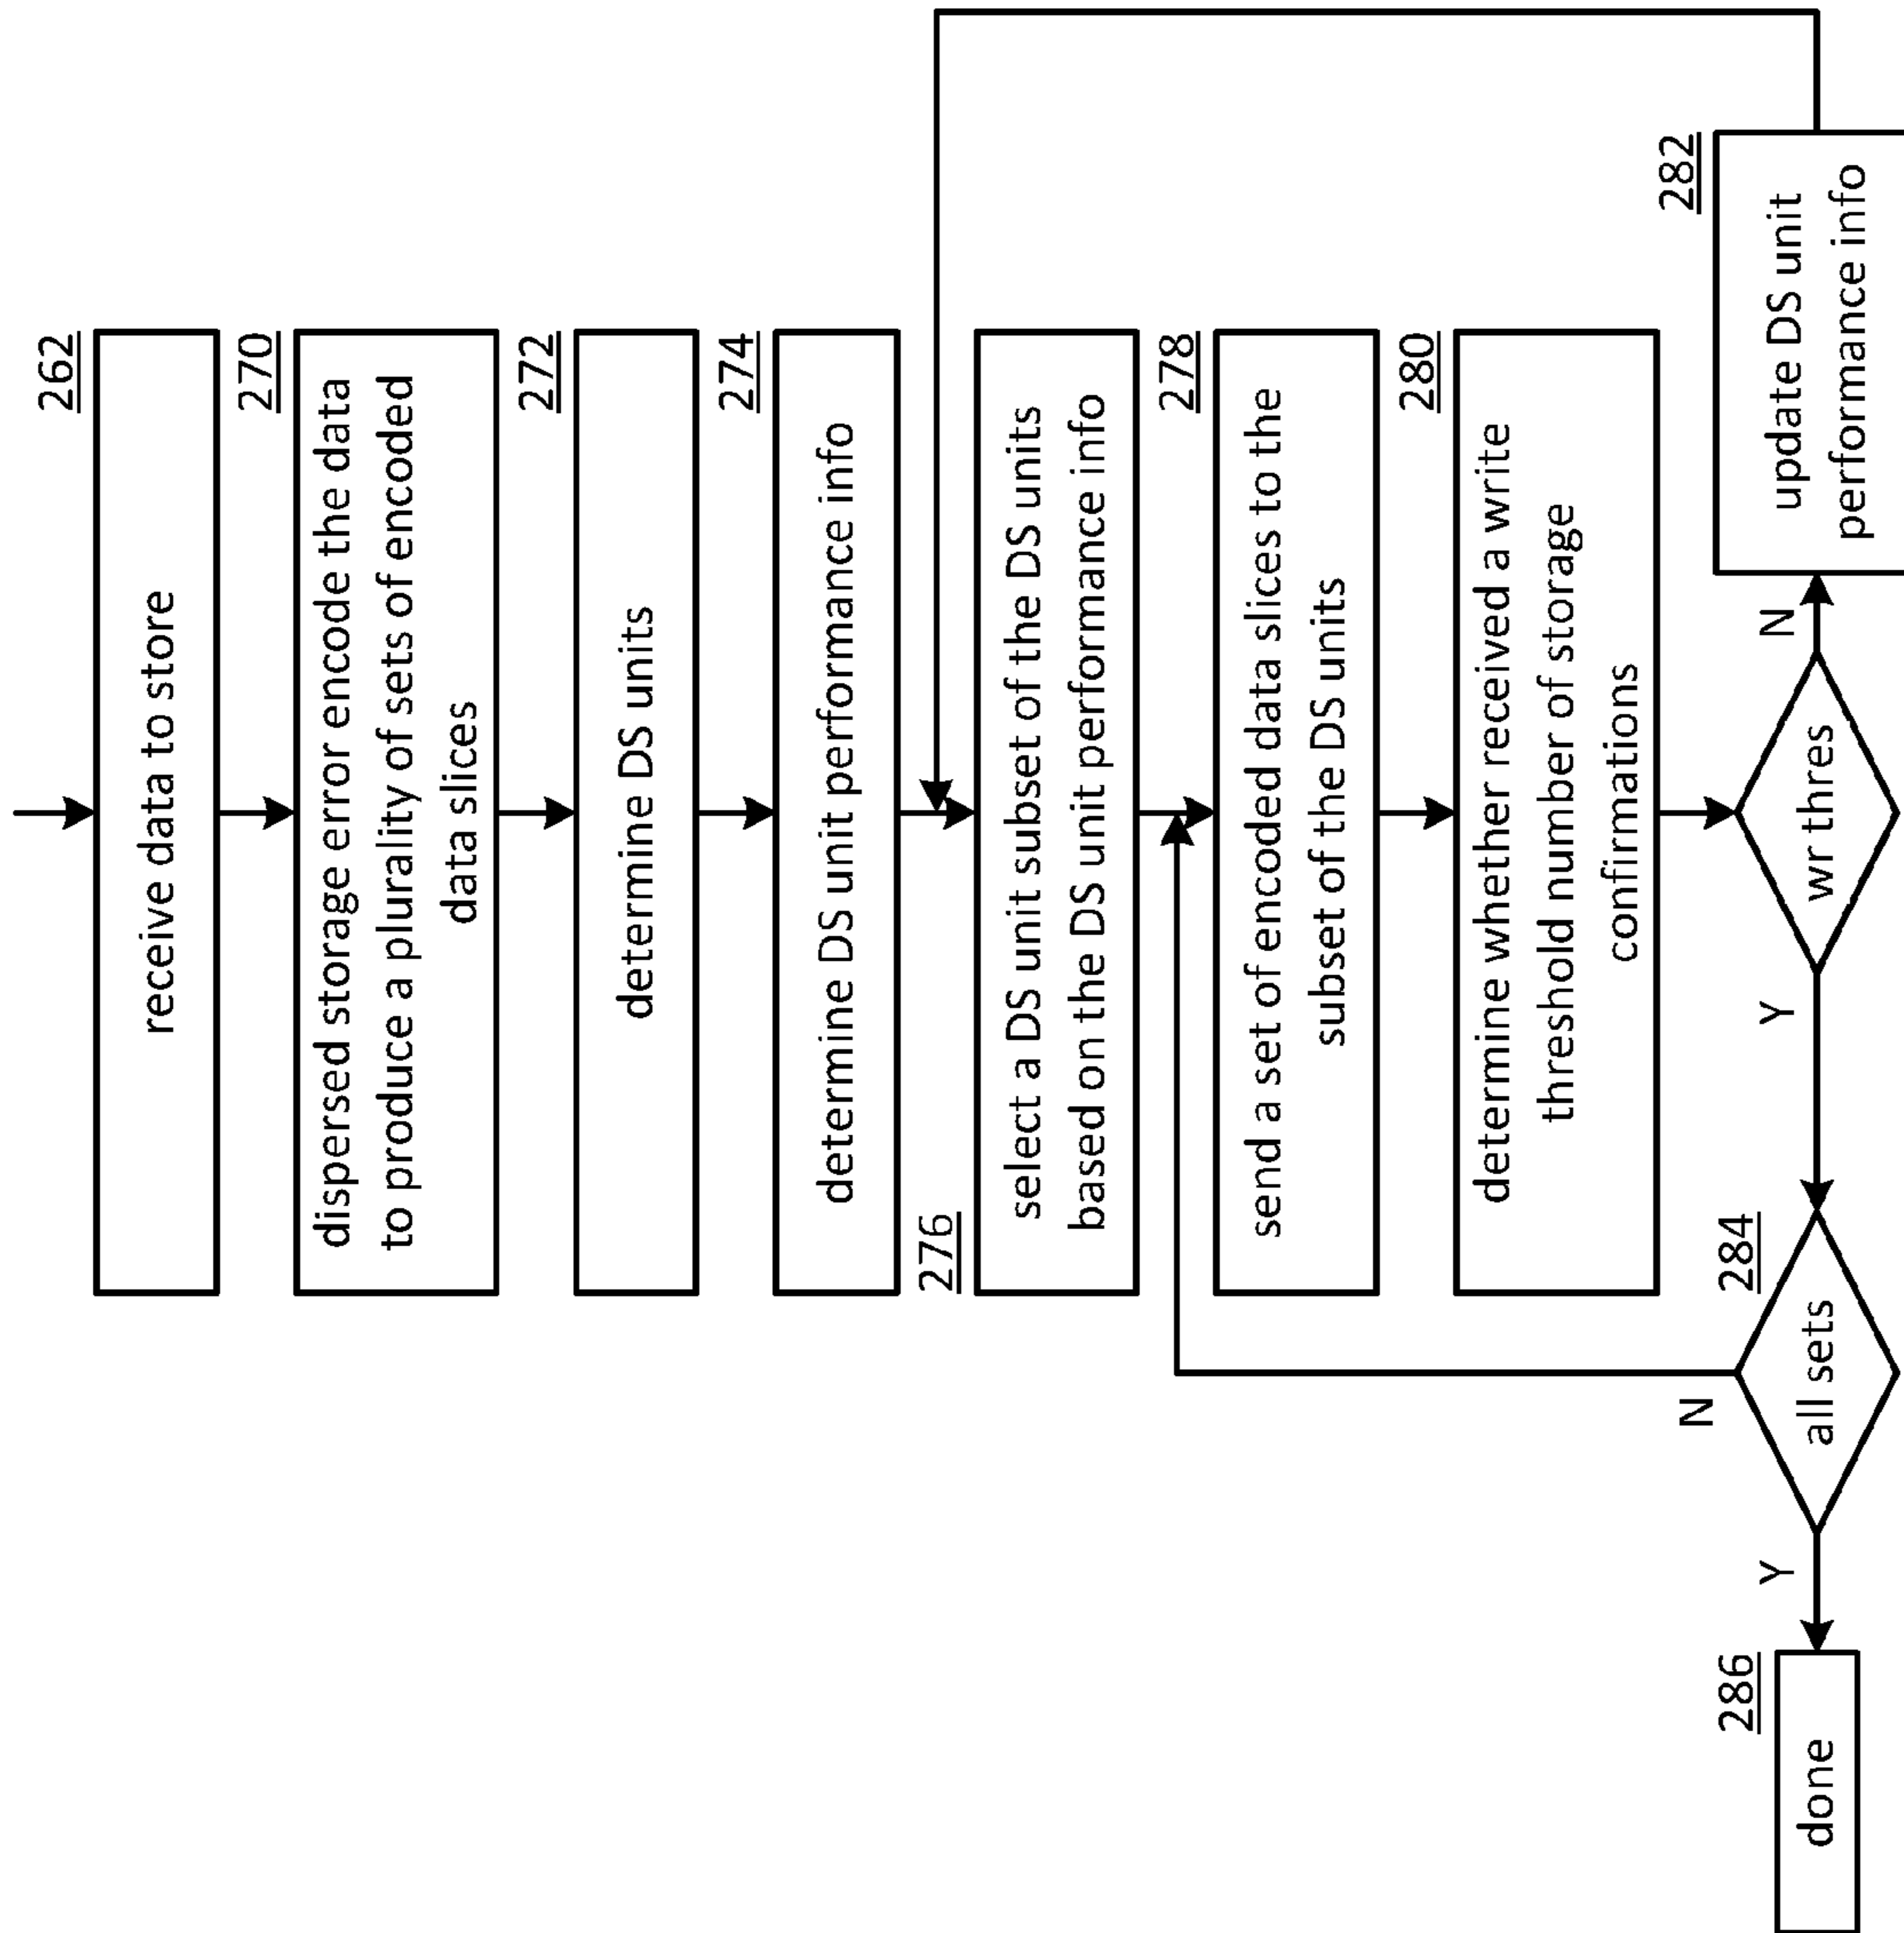 262
receive data to store
270
dispersed storage error encode the data
to produce a plurality of sets of encoded
data slices
272
determine DS units
274
determine DS unit performance info
276
select a DS unit subset of the DS units
based on the DS unit performance info
278
send a set of encoded data slices to the
subset of the DS units
280
determine whether received a write
threshold number of storage
confirmations
wr thres
N
Y
282
update DS unit
performance info
284
all sets
N
Y
286
done